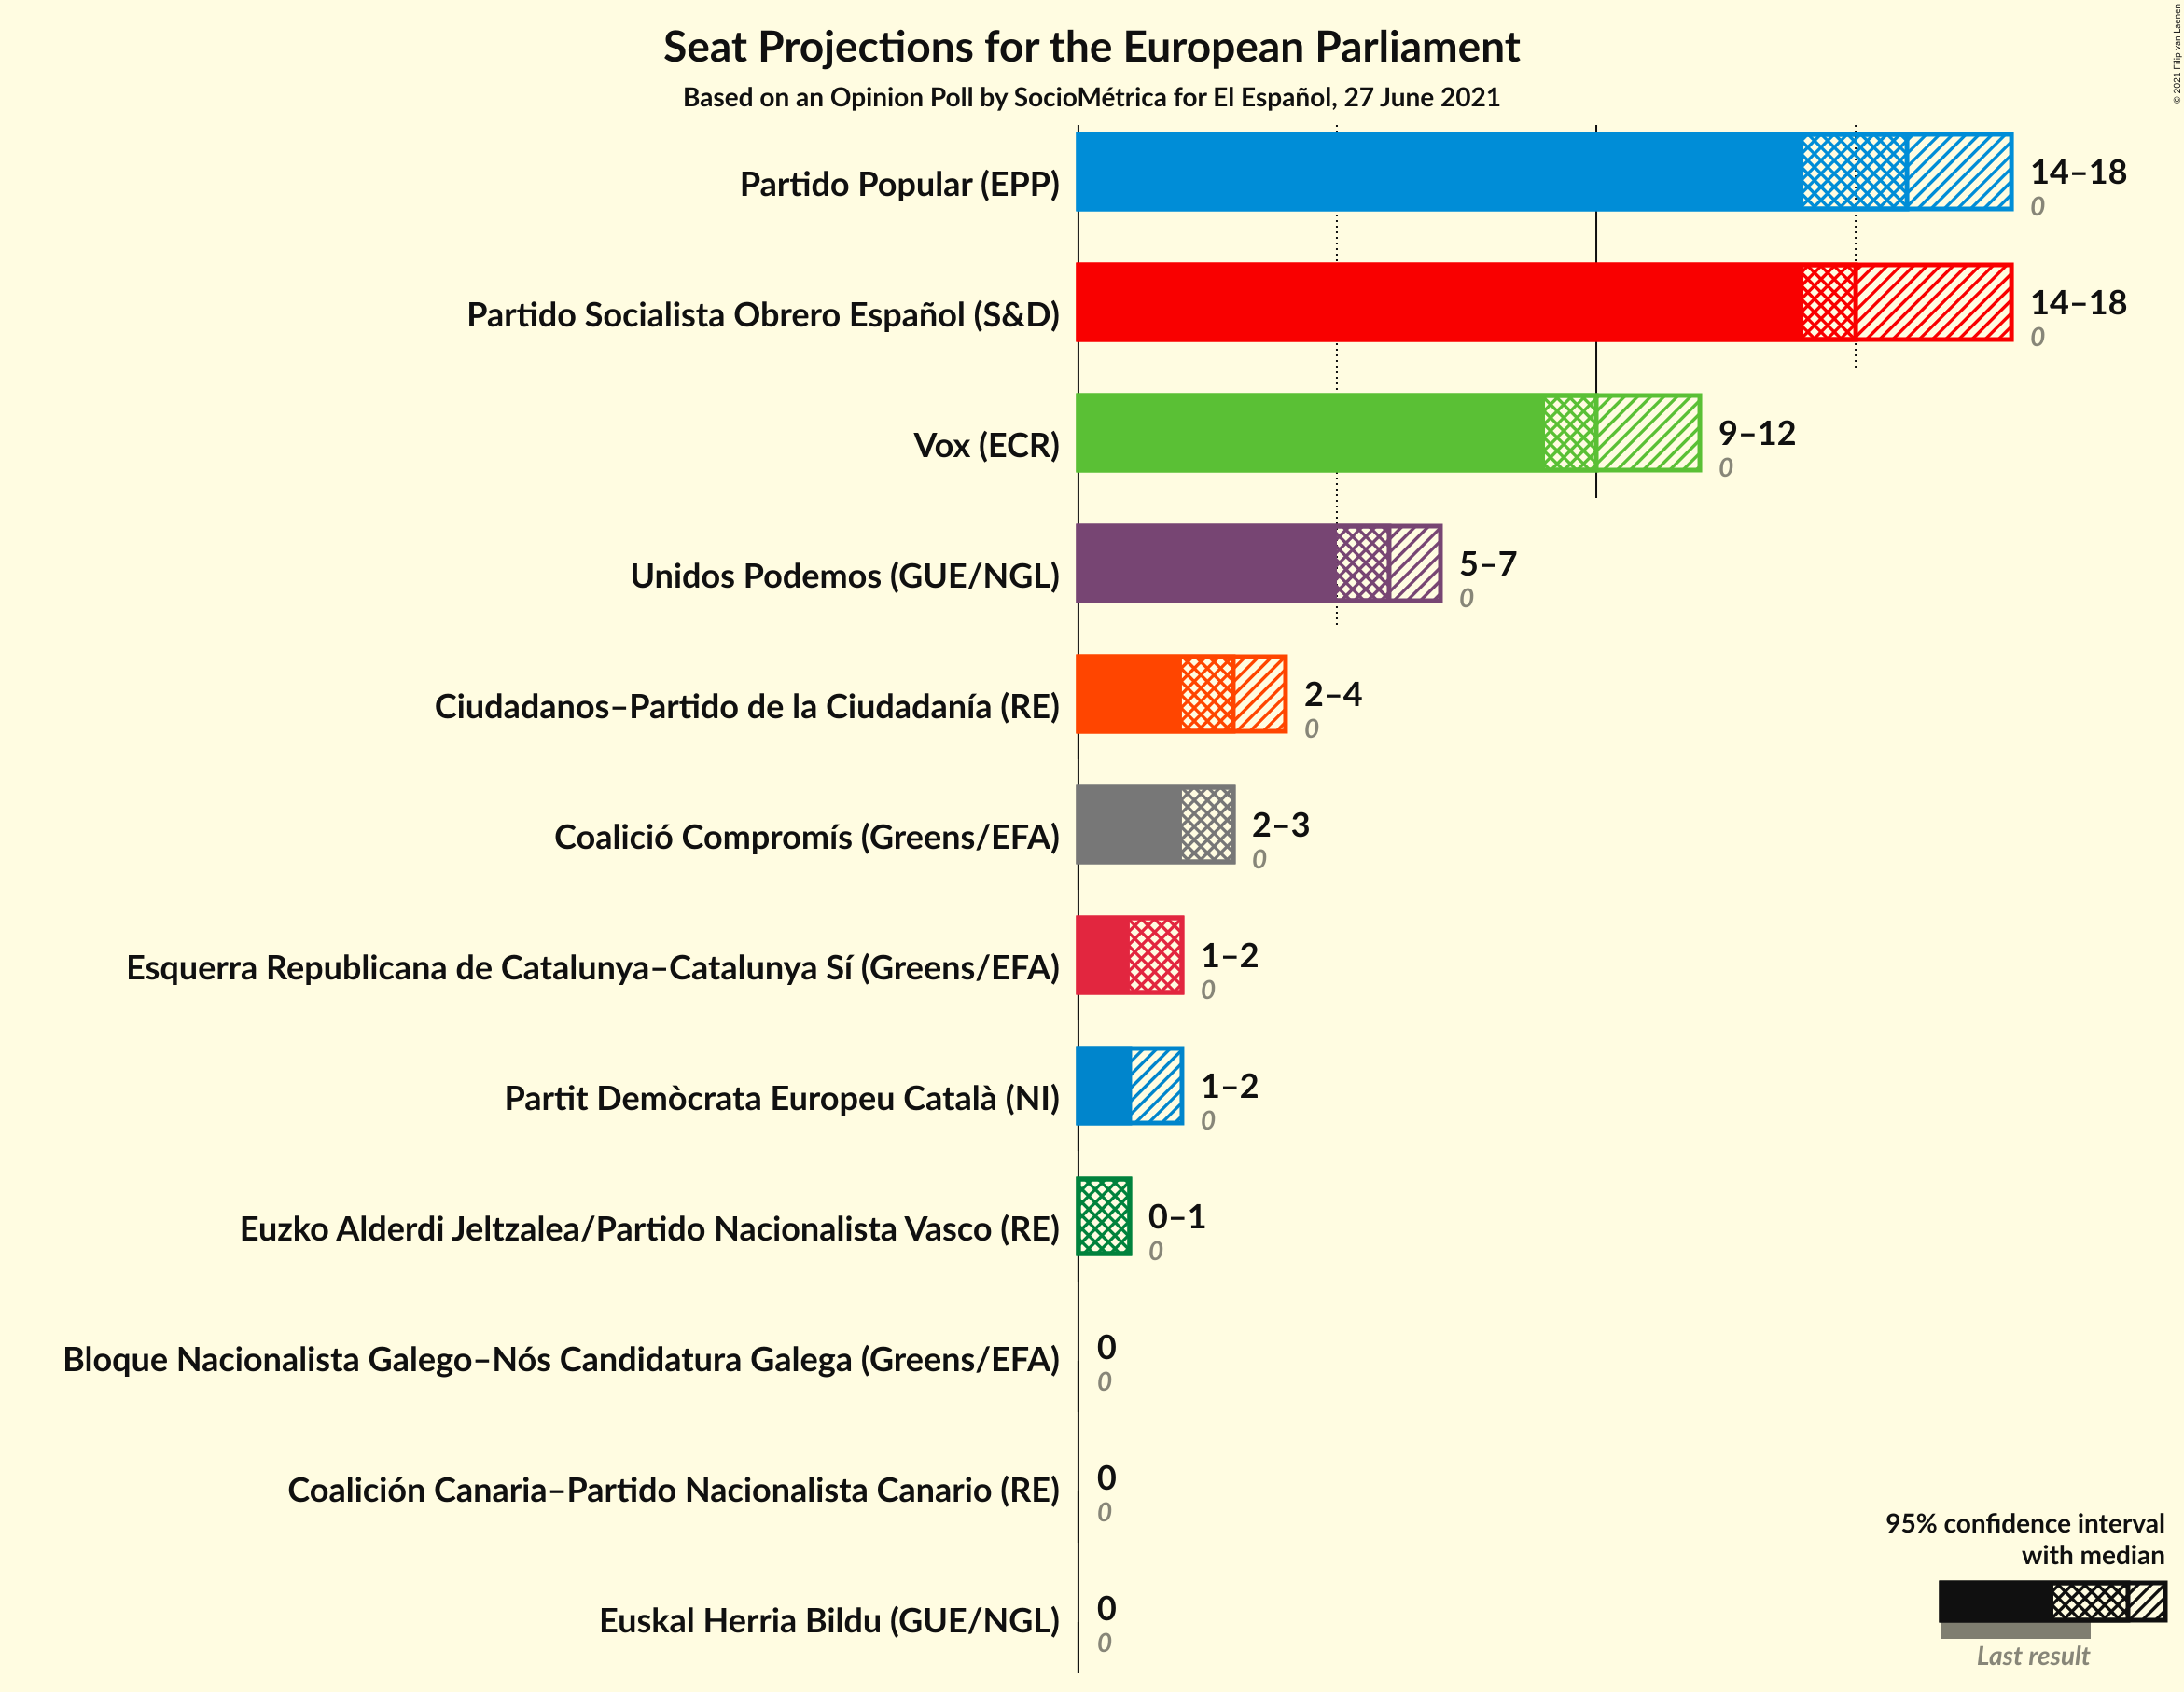 Seat Projections for the European Parliament
Based on an Opinion Poll by SocioMétrica for El Español, 27 June 2021
© 2021 Filip van Laenen
Partido Popular (EPP)
14–18
0
Partido Socialista Obrero Español (S&D)
14–18
0
Vox (ECR)
9–12
0
Unidos Podemos (GUE/NGL)
5–7
0
Ciudadanos–Partido de la Ciudadanía (RE)
2–4
0
Coalició Compromís (Greens/EFA)
2–3
0
Esquerra Republicana de Catalunya–Catalunya Sí (Greens/EFA)
1–2
0
Partit Demòcrata Europeu Català (NI)
1–2
0
Euzko Alderdi Jeltzalea/Partido Nacionalista Vasco (RE)
0–1
0
Bloque Nacionalista Galego–Nós Candidatura Galega (Greens/EFA)
0
0
Coalición Canaria–Partido Nacionalista Canario (RE)
0
0
Euskal Herria Bildu (GUE/NGL)
0
0
95% confidence interval
with median
Last result